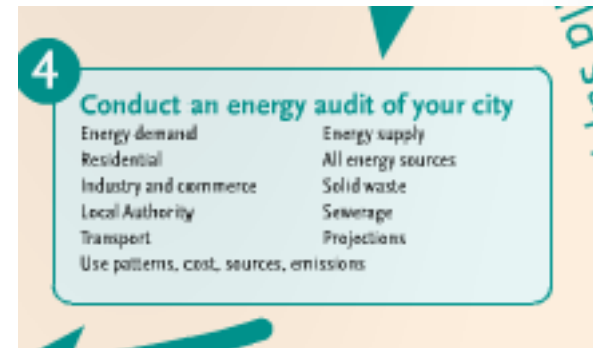 4
Conduct an energy audit of your city
Energy demand
Residential
Industry and commerce
Local Authority
Transport
Energy supply
All energy sources
Solid waste
Sewerage
Projections
Use patterns, cost, sources, emissions